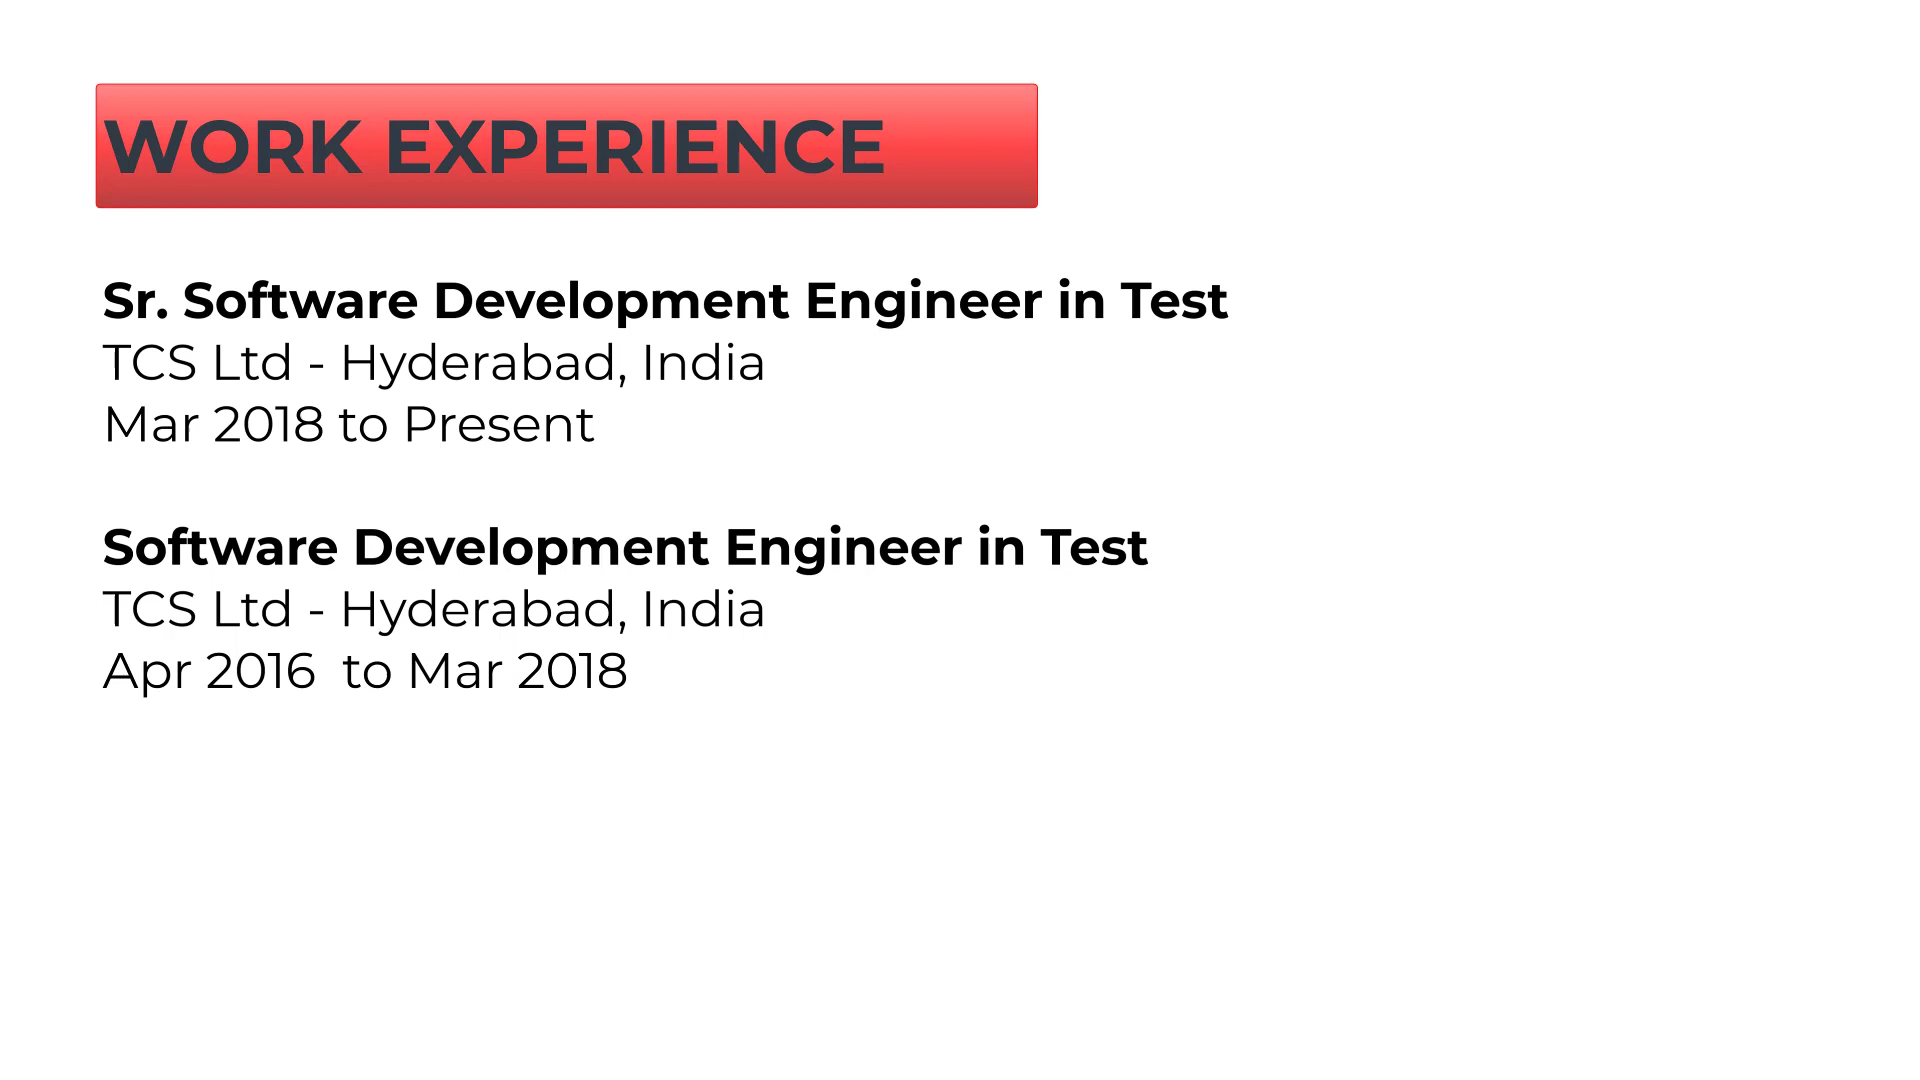 WORK EXPERIENCE
Sr. Software Development Engineer in Test
TCS Ltd - Hyderabad, India
Mar 2018 to Present
Software Development Engineer in Test
TCS Ltd - Hyderabad, India
Apr 2016  to Mar 2018